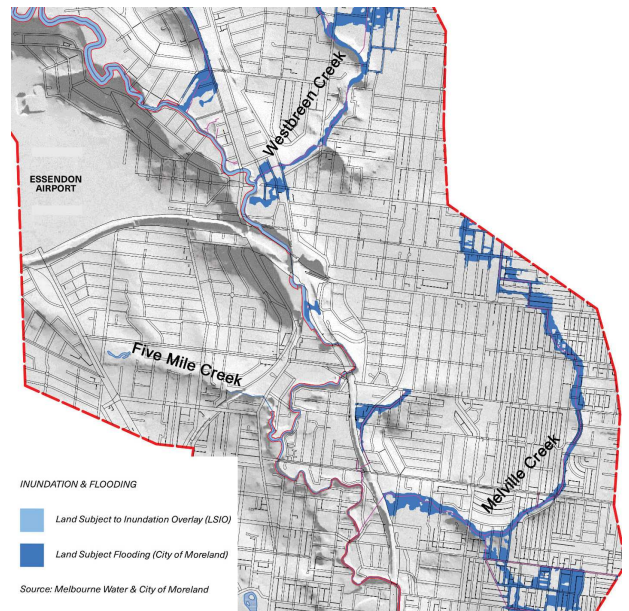 Westbreen Creek
ESSENDON
AIRPORT
Five Mile Creek
Melville Creek
INUNDATION & FLOODING
Land Subject to Inundation Overlay (LSIO)
Land Subject Flooding (City of Moreland)
Source: Melbourne Water & City of Moreland